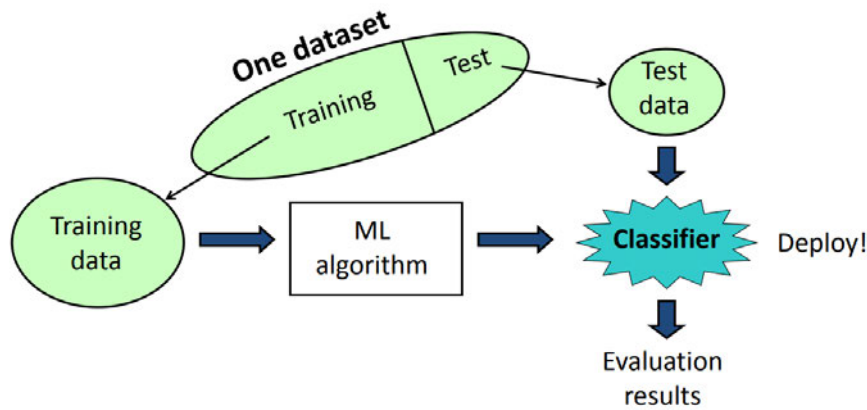 One dataset
Training
Test
Test
data
Training
data
ML
algorithm
Classifier
Deploy!
Evaluation
results